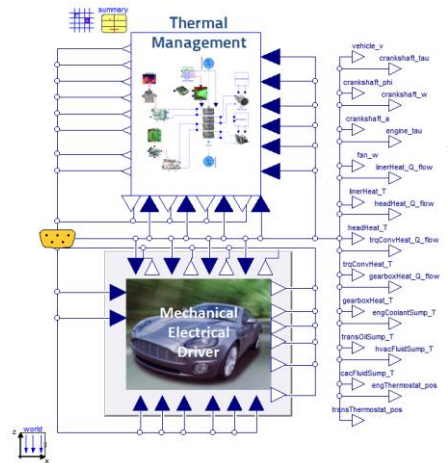 summary
Thermal
Management
vehicle_v
crankshaft_tau
crankshaft_phi
crankshaft_w
crankshaft_a
engine_tau
fan_w
linerHeat_Q_flow
linerHeat_T
headHeat_Q_flow
headHeat_T
trqConvHeat_Q_flow
trqConvHeat_T
gearboxHeat_Q_flow
gearboxHeat_T
engCoolantSump_T
transOilSump_T
hvacFluidSump_T
cacFluidSump_T
engThermostat_pos
transThermostat_pos
Mechanical
Electrical
Driver
world
z
x